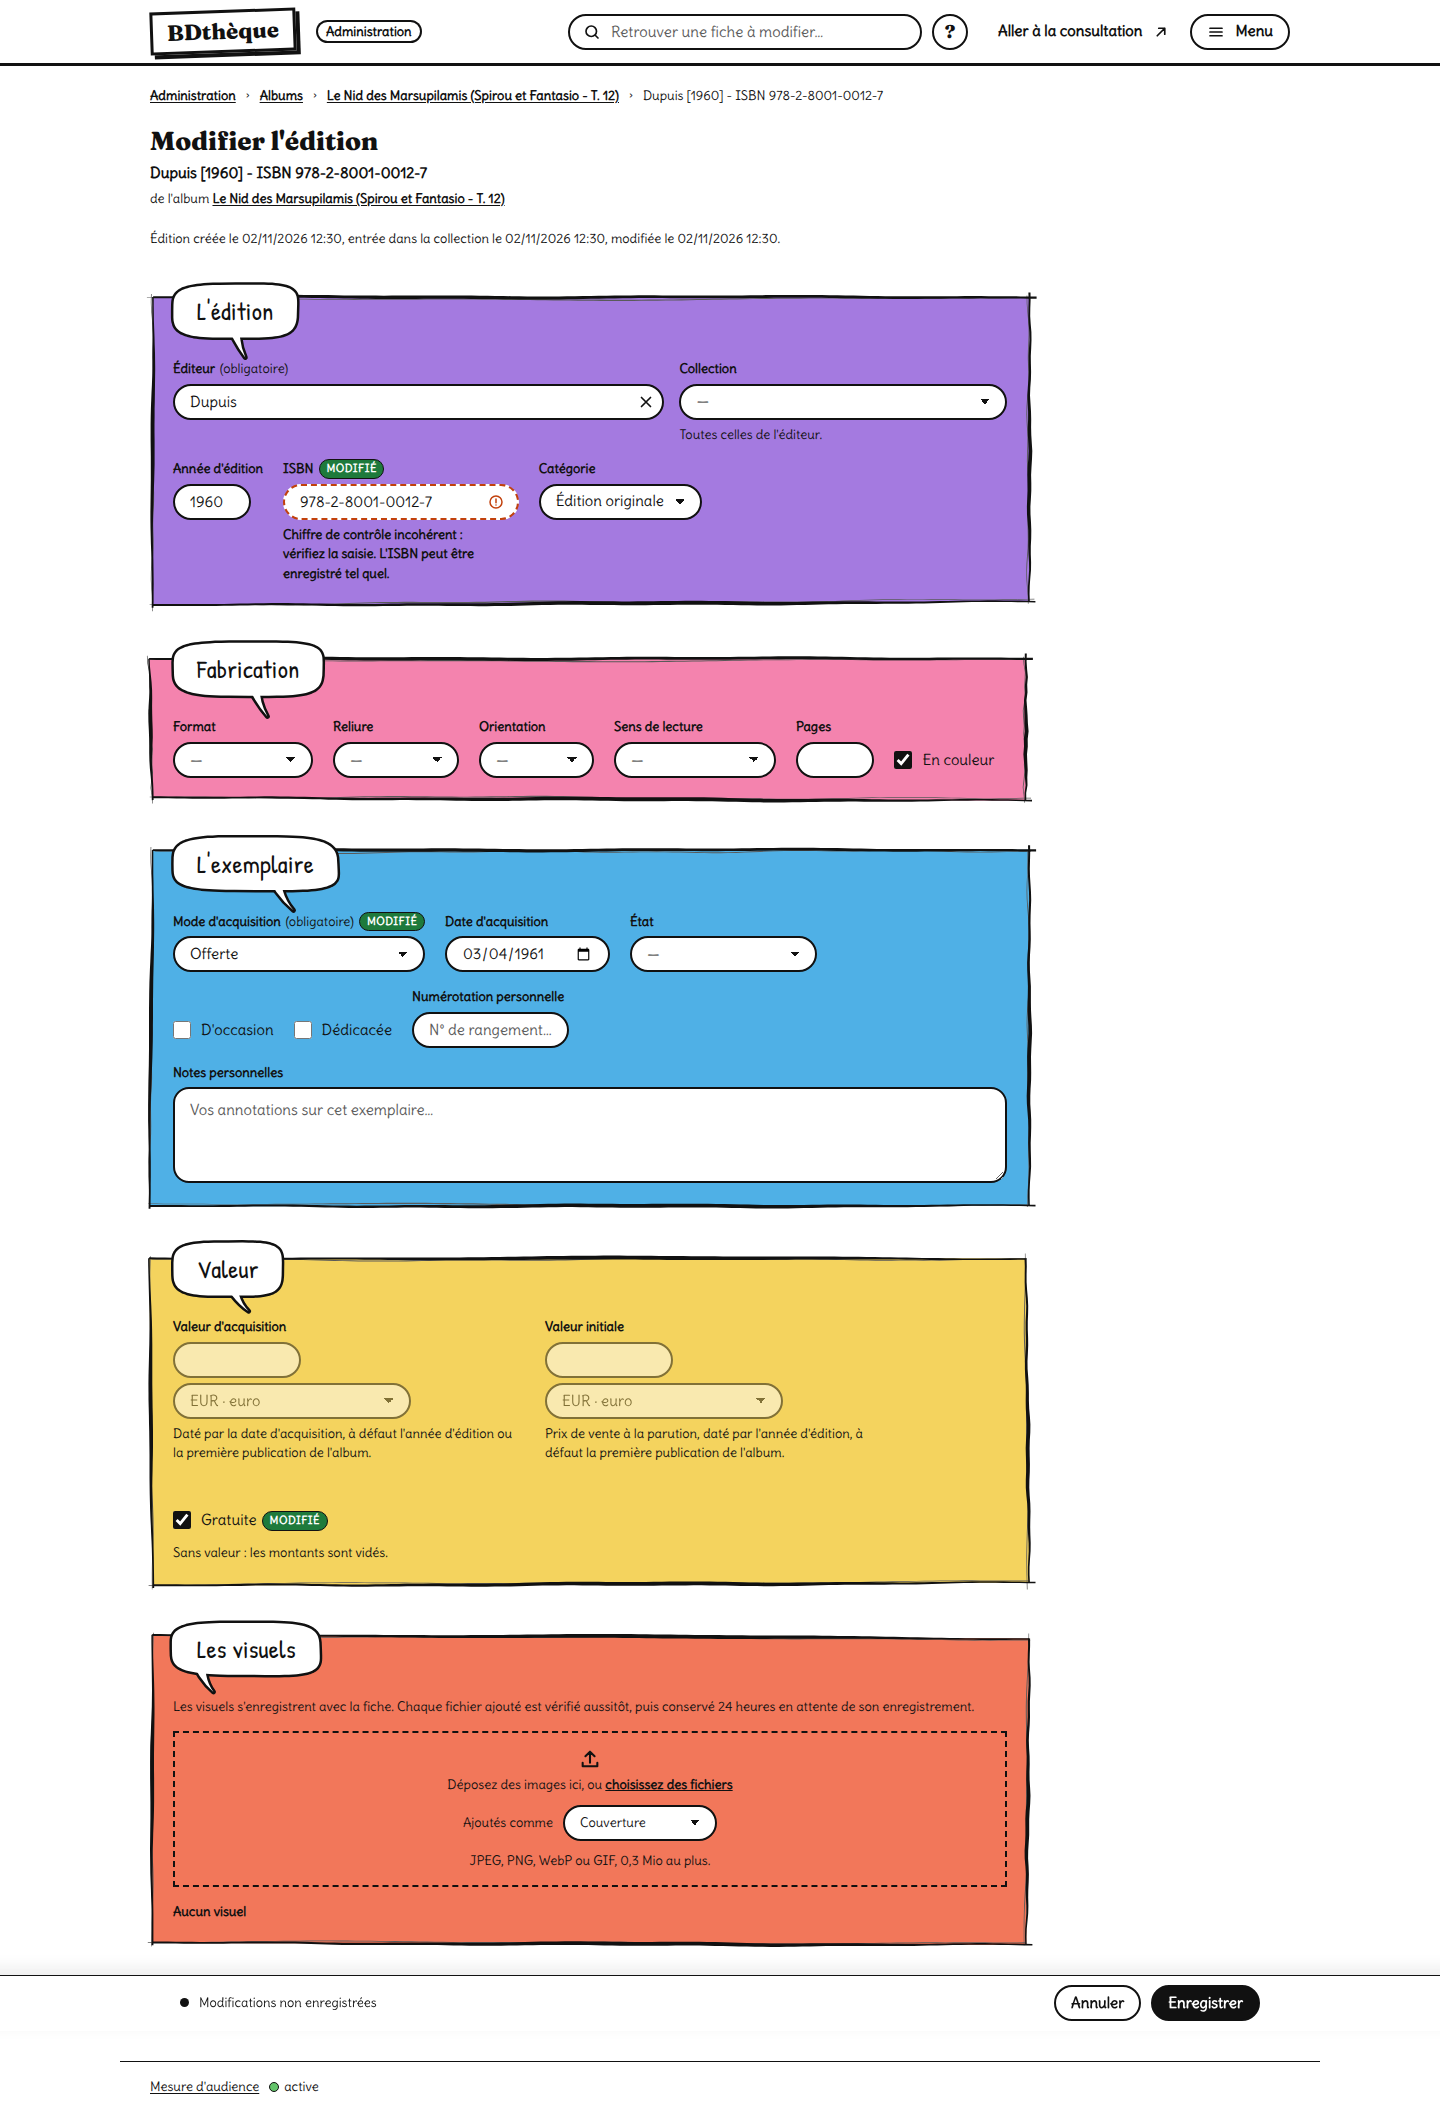 BDthèque
Administration
Retrouver une fiche à modifier...
?
Aller à la consultation
Menu
Administration › Albums › Le Nid des Marsupilamis (Spirou et Fantasio - T. 12) › Dupuis [1960] - ISBN 978-2-8001-0012-7
Modifier l'édition
Dupuis [1960] - ISBN 978-2-8001-0012-7
de l'album Le Nid des Marsupilamis (Spirou et Fantasio - T. 12)
Édition créée le 02/11/2026 12:30, entrée dans la collection le 02/11/2026 12:30, modifiée le 02/11/2026 12:30.
L'édition
Éditeur (obligatoire)
Collection
Dupuis
—
Toutes celles de l'éditeur.
Année d'édition
ISBN MODIFIÉ
Catégorie
1960
978-2-8001-0012-7
Édition originale
Chiffre de contrôle incohérent :
vérifiez la saisie. L'ISBN peut être
enregistré tel quel.
Fabrication
Format
Reliure
Orientation
Sens de lecture
Pages
—
—
—
—
En couleur
L'exemplaire
Mode d'acquisition (obligatoire) MODIFIÉ
Date d'acquisition
État
Offerte
03/04/1961
—
Numérotation personnelle
D'occasion
Dédicacée
N° de rangement...
Notes personnelles
Vos annotations sur cet exemplaire...
Valeur
Valeur d'acquisition
Valeur initiale
EUR · euro
EUR · euro
Daté par la date d'acquisition, à défaut l'année d'édition ou
la première publication de l'album.
Prix de vente à la parution, daté par l'année d'édition, à
défaut la première publication de l'album.
Gratuite MODIFIÉ
Sans valeur : les montants sont vidés.
Les visuels
Les visuels s'enregistrent avec la fiche. Chaque fichier ajouté est vérifié aussitôt, puis conservé 24 heures en attente de son enregistrement.
Déposez des images ici, ou choisissez des fichiers
Ajoutés comme
Couverture
JPEG, PNG, WebP ou GIF, 0,3 Mio au plus.
Aucun visuel
Modifications non enregistrées
Annuler
Enregistrer
Mesure d'audience
active